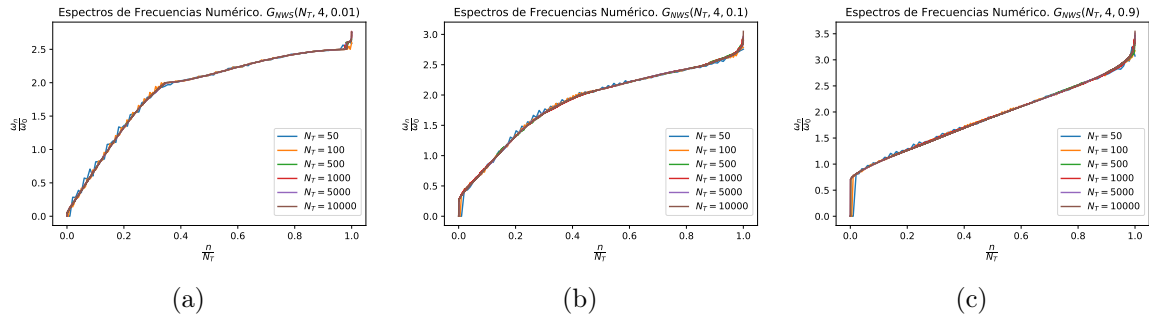 Espectros de Frecuencias Numérico. G_{NWS}(N_T, 4, 0.01)
ω_n/ω_0
2.5
2.0
1.5
1.0
0.5
0.0
N_T = 50
N_T = 100
N_T = 500
N_T = 1000
N_T = 5000
N_T = 10000
0.0 0.2 0.4 0.6 0.8 1.0
n/N_T
(a)
Espectros de Frecuencias Numérico. G_{NWS}(N_T, 4, 0.1)
ω_n/ω_0
3.0
2.5
2.0
1.5
1.0
0.5
0.0
N_T = 50
N_T = 100
N_T = 500
N_T = 1000
N_T = 5000
N_T = 10000
0.0 0.2 0.4 0.6 0.8 1.0
n/N_T
(b)
Espectros de Frecuencias Numérico. G_{NWS}(N_T, 4, 0.9)
ω_n/ω_0
3.5
3.0
2.5
2.0
1.5
1.0
0.5
0.0
N_T = 50
N_T = 100
N_T = 500
N_T = 1000
N_T = 5000
N_T = 10000
0.0 0.2 0.4 0.6 0.8 1.0
n/N_T
(c)